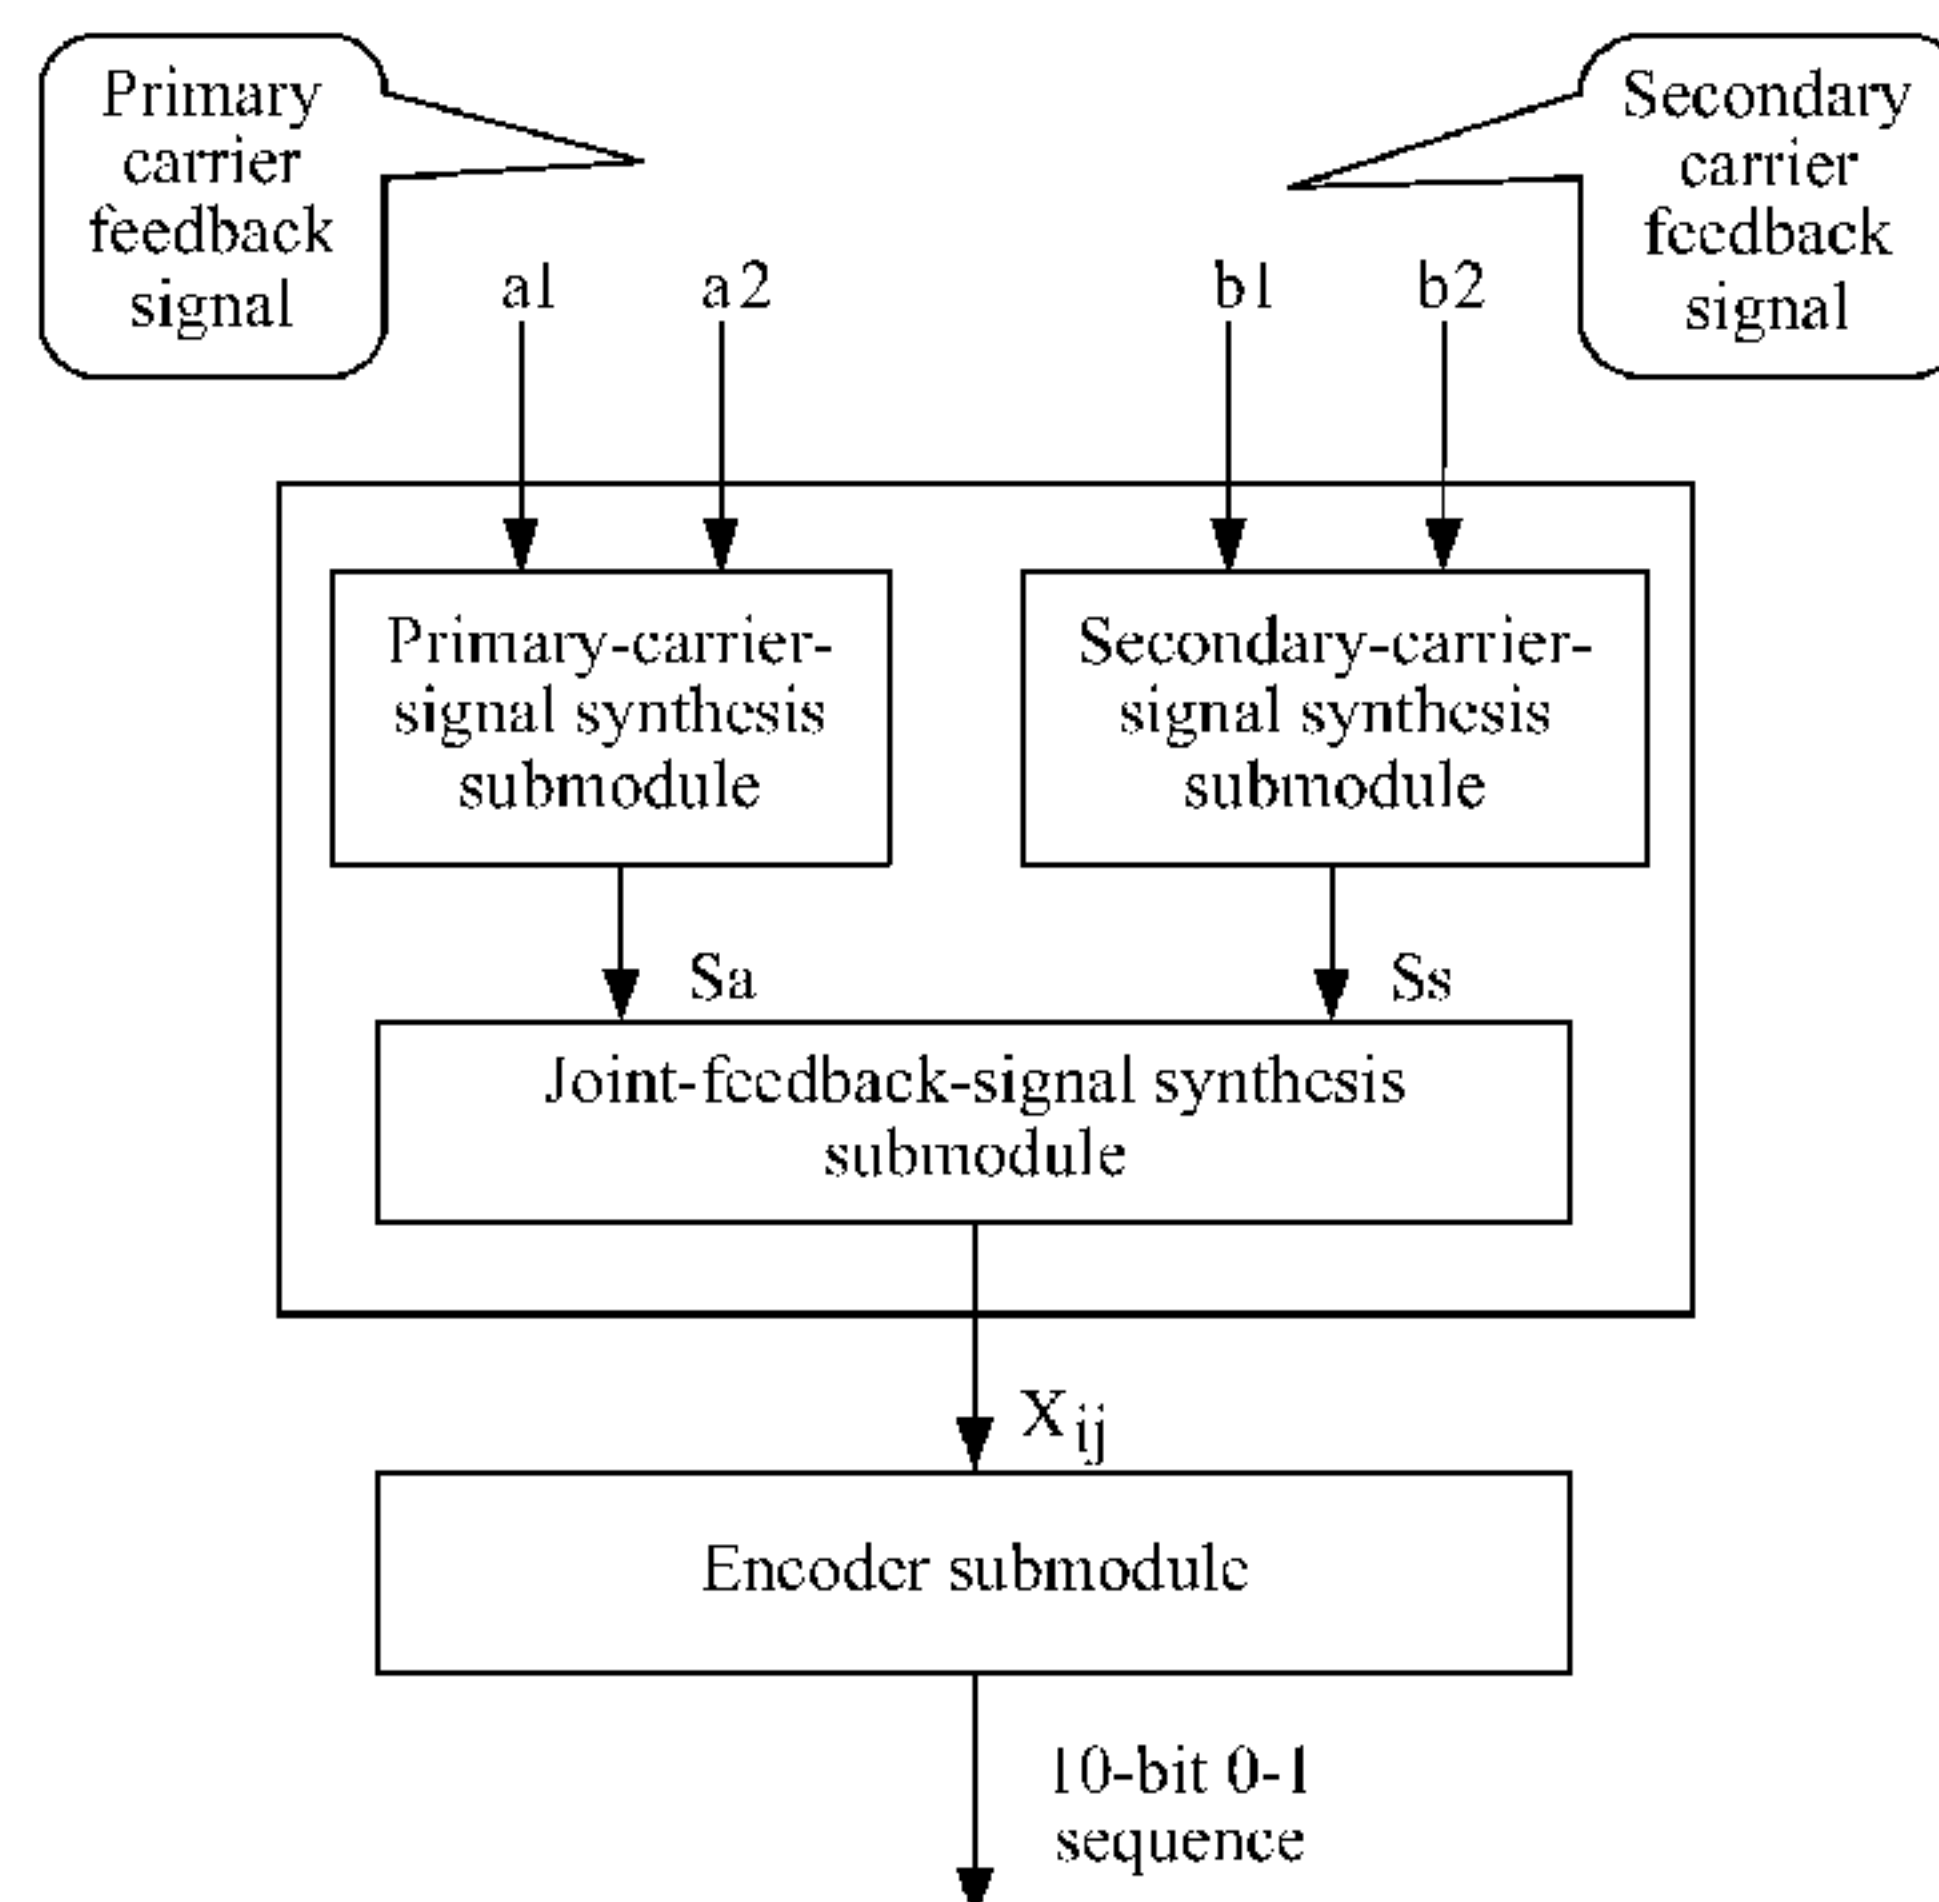 Primary
carrier
feedback
signal
Secondary
carrier
feedback
signal
a1
a2
b1
b2
Primary-carrier-
signal synthesis
submodule
Secondary-carrier-
signal synthesis
submodule
Sa
Ss
Joint-feedback-signal synthesis
submodule
Xij
Encoder submodule
10-bit 0-1
sequence